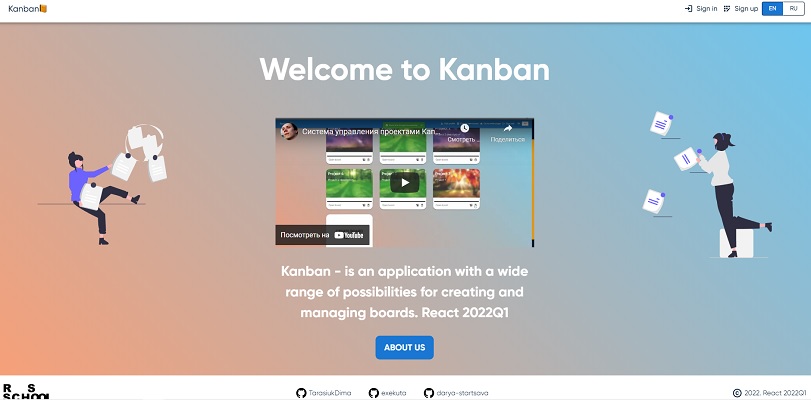 Kanban
Sign in
Sign up
EN
RU
Welcome to Kanban
Система управления проектами Kan...
Смотреть ...
Поделиться
Посмотреть на YouTube
Kanban - is an application with a wide
range of possibilities for creating and
managing boards. React 2022Q1
ABOUT US
RS
SCHOOL
TarasiukDima
exekuta
darya-startsova
© 2022. React 2022Q1